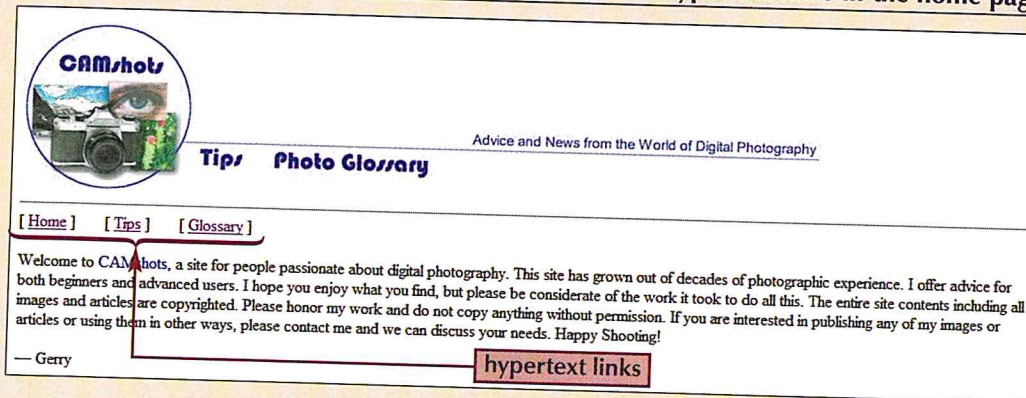 in the home pag
CAMshots
Advice and News from the World of Digital Photography
Tips Photo Glossary
[ Home ] [ Tips ] [ Glossary ]
Welcome to CAMshots, a site for people passionate about digital photography. This site has grown out of decades of photographic experience. I offer advice for
both beginners and advanced users. I hope you enjoy what you find, but please be considerate of the work it took to do all this. The entire site contents including all
images and articles are copyrighted. Please honor my work and do not copy anything without permission. If you are interested in publishing any of my images or
articles or using them in other ways, please contact me and we can discuss your needs. Happy Shooting!
— Gerry
hypertext links